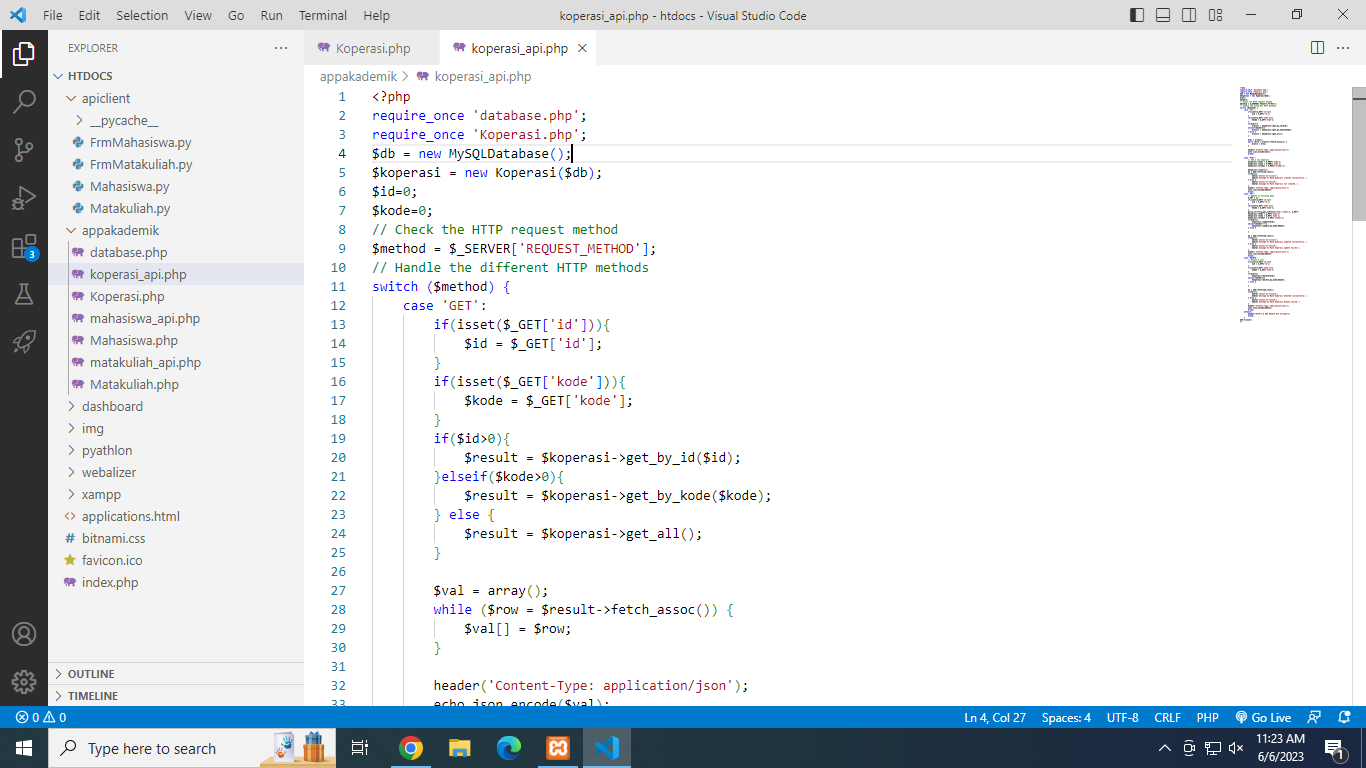 File Edit Selection View Go Run Terminal Help koperasi_api.php - htdocs - Visual Studio Code
EXPLORER
HTDOCS
apiclient
__pycache__
FrmMahasiswa.py
FrmMatakuliah.py
Mahasiswa.py
Matakuliah.py
appakademik
database.php
koperasi_api.php
Koperasi.php
mahasiswa_api.php
Mahasiswa.php
matakuliah_api.php
Matakuliah.php
dashboard
img
pyathlon
webalizer
xampp
applications.html
bitnami.css
favicon.ico
index.php
OUTLINE
TIMELINE
3
Koperasi.php koperasi_api.php
appakademik > koperasi_api.php
1 <?php
2 require_once 'database.php';
3 require_once 'Koperasi.php';
4 $db = new MySQLDatabase();
5 $koperasi = new Koperasi($db);
6 $id=0;
7 $kode=0;
8 // Check the HTTP request method
9 $method = $_SERVER['REQUEST_METHOD'];
10 // Handle the different HTTP methods
11 switch ($method) {
12 case 'GET':
13 if(isset($_GET['id'])){
14 $id = $_GET['id'];
15 }
16 if(isset($_GET['kode'])){
17 $kode = $_GET['kode'];
18 }
19 if($id>0){
20 $result = $koperasi->get_by_id($id);
21 }elseif($kode>0){
22 $result = $koperasi->get_by_kode($kode);
23 } else {
24 $result = $koperasi->get_all();
25 }
26
27 $val = array();
28 while ($row = $result->fetch_assoc()) {
29 $val[] = $row;
30 }
31
32 header('Content-Type: application/json');
33 echo json_encode($val);
0 0 Ln 4, Col 27 Spaces: 4 UTF-8 CRLF PHP Go Live
Type here to search
11:23 AM
6/6/2023
1